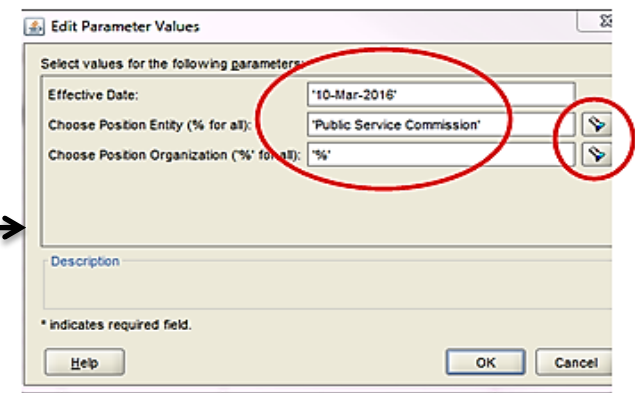 Edit Parameter Values
Select values for the following parameters:
Effective Date: '10-Mar-2016'
Choose Position Entity (% for all): 'Public Service Commission'
Choose Position Organization ('%' for all): '%'
Description
* indicates required field.
Help OK Cancel